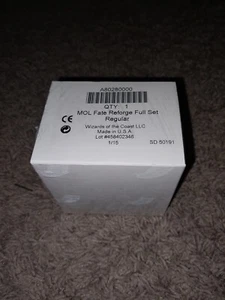 A80280000
QTY: 1
MOL Fate Reforge Full Set
Regular
Wizards of the Coast LLC
Made in U.S.A.
Lot #459402346
1/15 SD 50191